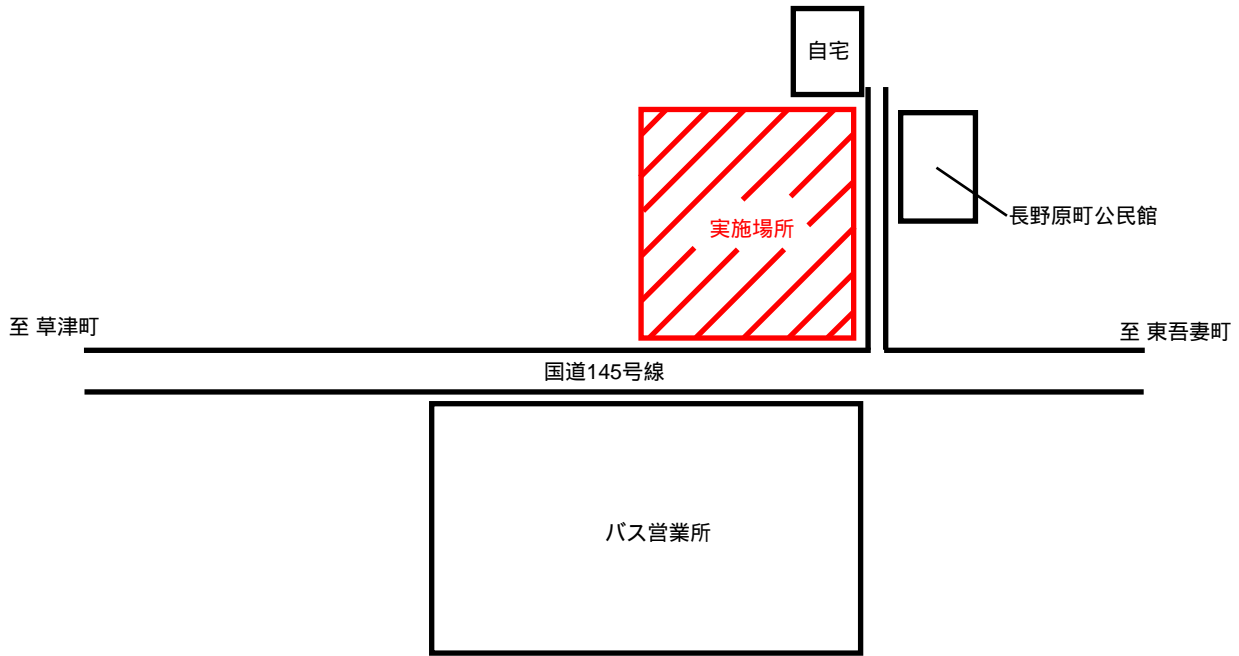 自宅
長野原町公民館
実施場所
至 草津町
至 東吾妻町
国道145号線
バス営業所